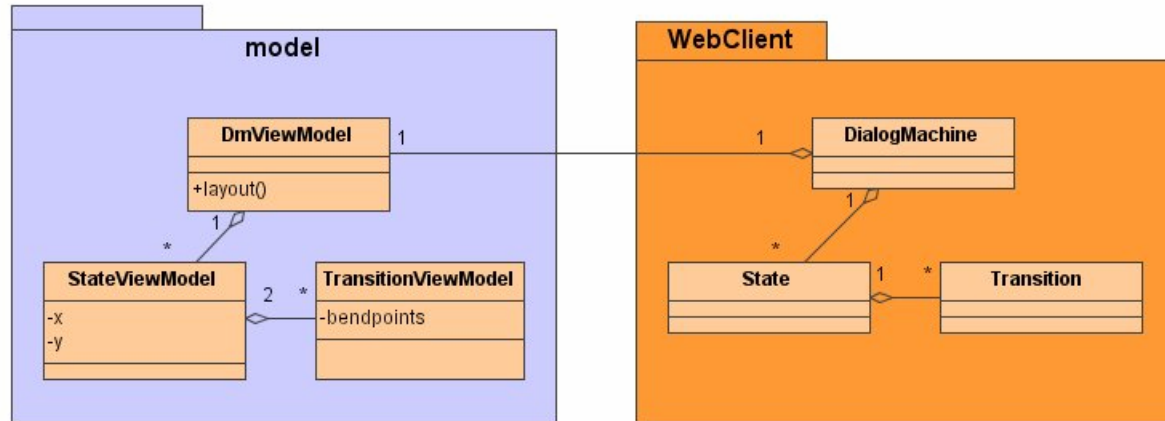 model
WebClient
DmViewModel
+layout()
1
1
DialogMachine
1
*
1
*
StateViewModel
-x
-y
2
*
TransitionViewModel
-bendpoints
State
1
*
Transition